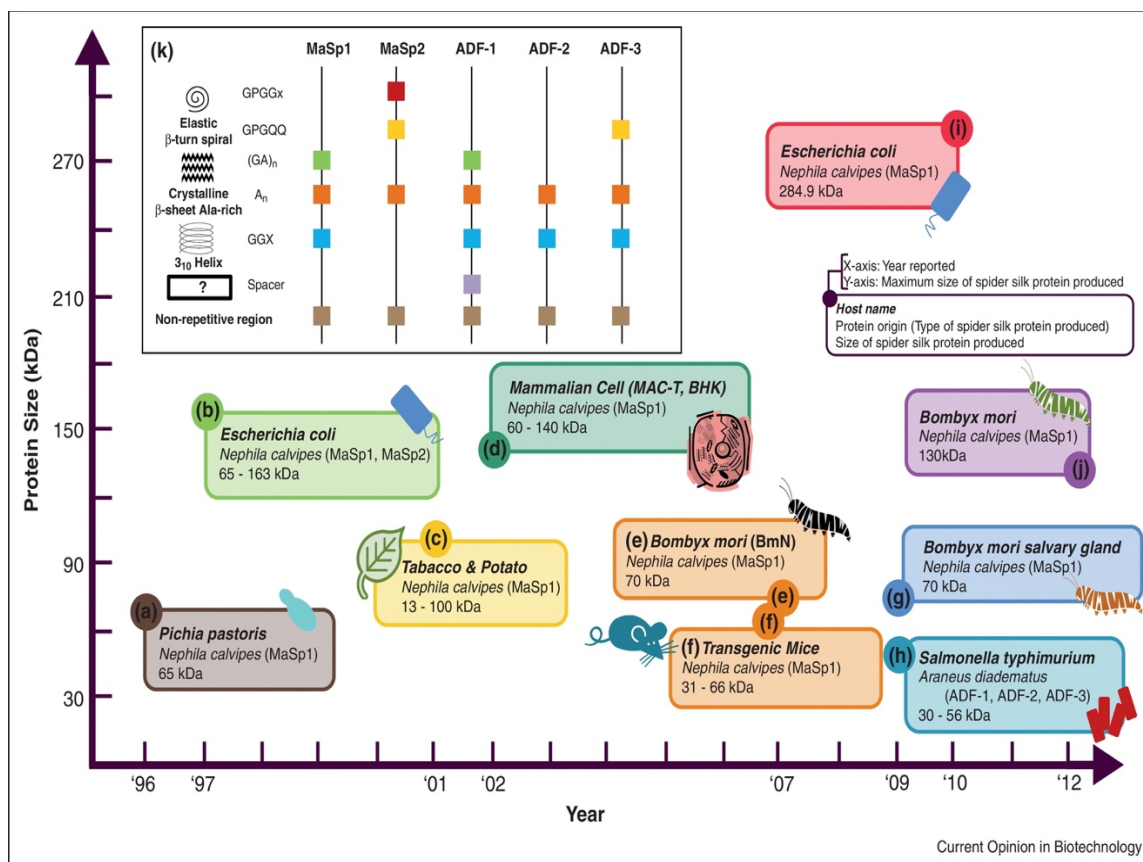 (k)
MaSp1 MaSp2 ADF-1 ADF-2 ADF-3
GPGGx
Elastic
β-turn spiral
GPGQQ
(GA)n
Crystalline
β-sheet Ala-rich
An
GGX
310 Helix
?
Spacer
Non-repetitive region
(i)
Escherichia coli
Nephila calvipes (MaSp1)
284.9 kDa
X-axis: Year reported
Y-axis: Maximum size of spider silk protein produced
Host name
Protein origin (Type of spider silk protein produced)
Size of spider silk protein produced
(b)
Escherichia coli
Nephila calvipes (MaSp1, MaSp2)
65 - 163 kDa
(d)
Mammalian Cell (MAC-T, BHK)
Nephila calvipes (MaSp1)
60 - 140 kDa
Bombyx mori
Nephila calvipes (MaSp1)
130kDa
(j)
(c)
Tabacco & Potato
Nephila calvipes (MaSp1)
13 - 100 kDa
(e) Bombyx mori (BmN)
Nephila calvipes (MaSp1)
70 kDa
(e)
Bombyx mori salvary gland
Nephila calvipes (MaSp1)
70 kDa
(g)
(a)
Pichia pastoris
Nephila calvipes (MaSp1)
65 kDa
(f)
(f) Transgenic Mice
Nephila calvipes (MaSp1)
31 - 66 kDa
(h)
Salmonella typhimurium
Araneus diadematus
(ADF-1, ADF-2, ADF-3)
30 - 56 kDa
Protein Size (kDa)
270
210
150
90
30
'96 '97 '01 '02 '07 '09 '10 '12
Year
Current Opinion in Biotechnology